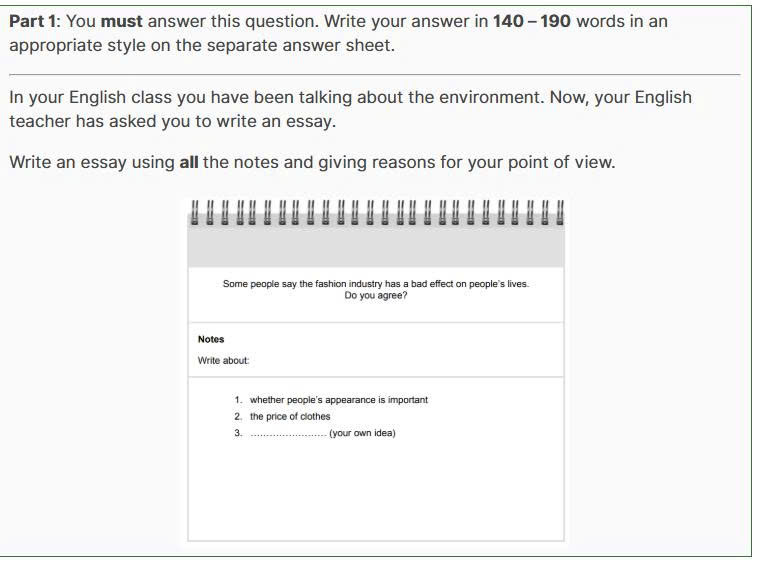 Part 1: You must answer this question. Write your answer in 140 – 190 words in an
appropriate style on the separate answer sheet.
In your English class you have been talking about the environment. Now, your English
teacher has asked you to write an essay.
Write an essay using all the notes and giving reasons for your point of view.
Some people say the fashion industry has a bad effect on people's lives.
Do you agree?
Notes
Write about:
1. whether people's appearance is important
2. the price of clothes
3. ........................ (your own idea)